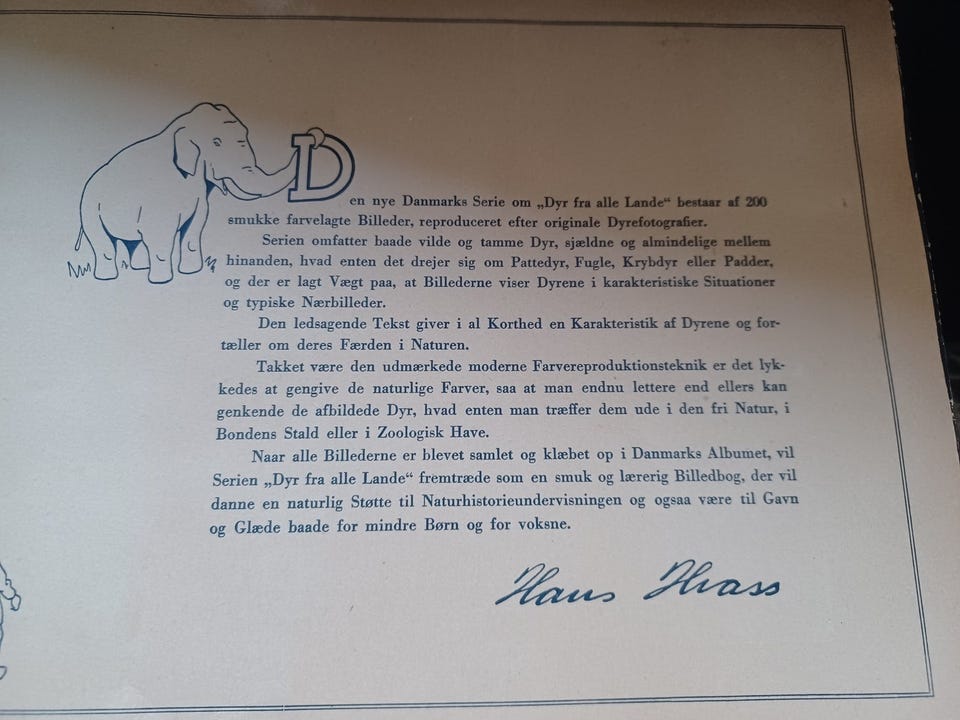 Den nye Danmarks Serie om „Dyr fra alle Lande“ bestaar af 200
smukke farvelagte Billeder, reproduceret efter originale Dyrefotografier.
Serien omfatter baade vilde og tamme Dyr, sjældne og almindelige mellem
hinanden, hvad enten det drejer sig om Pattedyr, Fugle, Krybdyr eller Padder,
og der er lagt Vægt paa, at Billederne viser Dyrene i karakteristiske Situationer
og typiske Nærbilleder.
Den ledsagende Tekst giver i al Korthed en Karakteristik af Dyrene og for-
tæller om deres Færden i Naturen.
Takket være den udmærkede moderne Farvereproduktionsteknik er det lyk-
kedes at gengive de naturlige Farver, saa at man endnu lettere end ellers kan
genkende de afbildede Dyr, hvad enten man træffer dem ude i den fri Natur, i
Bondens Stald eller i Zoologisk Have.
Naar alle Billederne er blevet samlet og klæbet op i Danmarks Albumet, vil
Serien „Dyr fra alle Lande“ fremtræde som en smuk og lærerig Billedbog, der vil
danne en naturlig Støtte til Naturhistorieundervisningen og ogsaa være til Gavn
og Glæde baade for mindre Børn og for voksne.
Hans Hvass